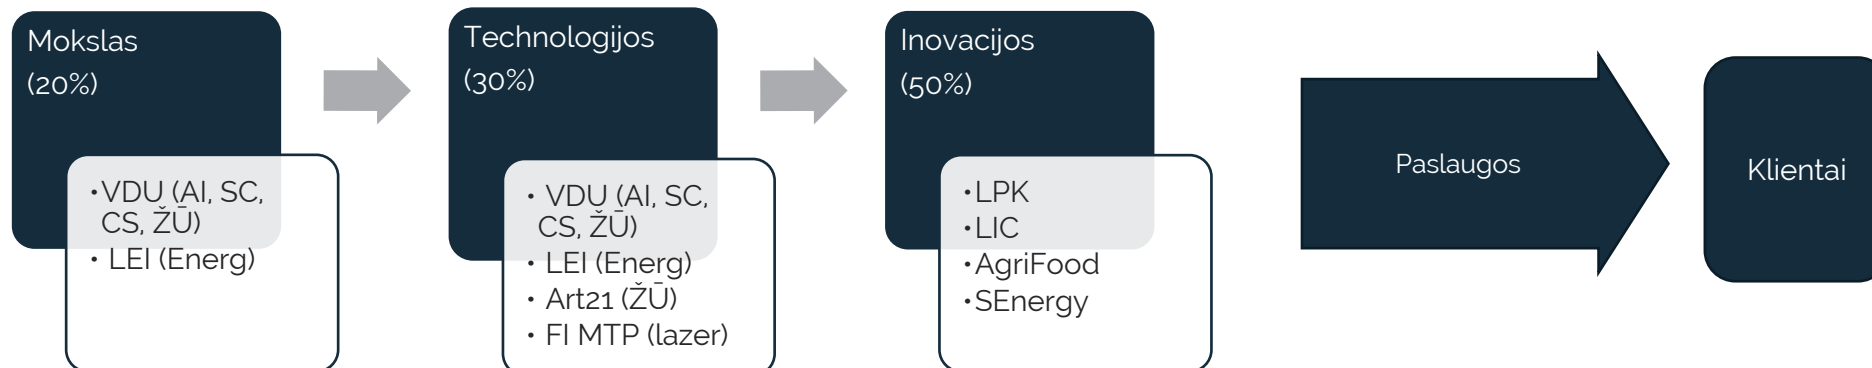 Mokslas
(20%)
•VDU (AI, SC,
CS, ŽŪ)
• LEI (Energ)
Technologijos
(30%)
• VDU (AI, SC,
CS, ŽŪ)
• LEI (Energ)
• Art21 (ŽŪ)
• FI MTP (lazer)
Inovacijos
(50%)
•LPK
•LIC
•AgriFood
•SEnergy
Paslaugos
Klientai